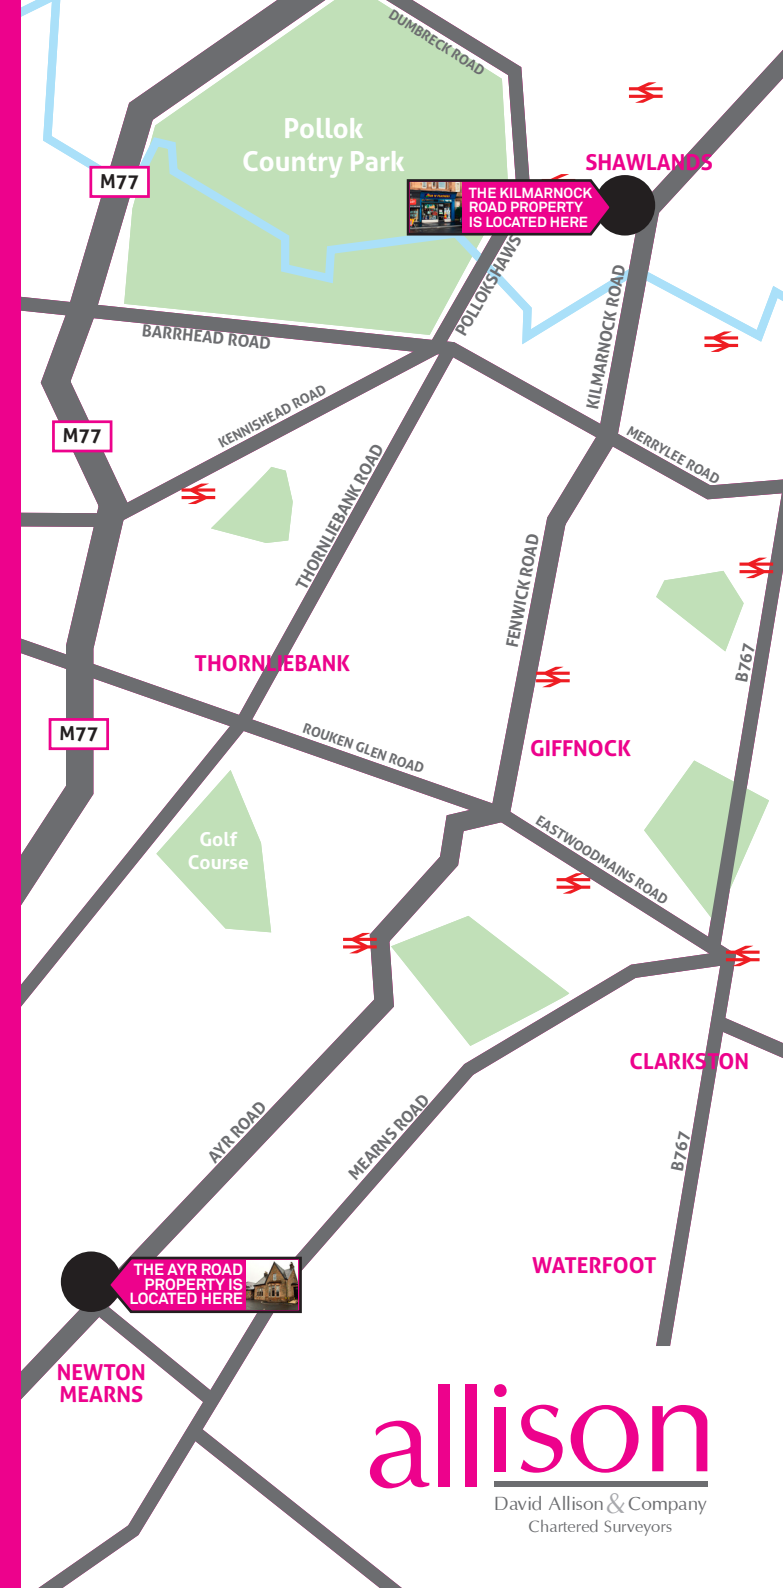 DUMBRECK ROAD
Pollok
Country Park
SHAWLANDS
M77
THE KILMARNOCK
ROAD PROPERTY
IS LOCATED HERE
POLLOKSHAWS
KILMARNOCK ROAD
BARRHEAD ROAD
KENNISHEAD ROAD
M77
MERRYLEE ROAD
THORNLIEBANK ROAD
FENWICK ROAD
THORNLIEBANK
B767
M77
ROUKEN GLEN ROAD
GIFFNOCK
Golf
Course
EASTWOODMAINS ROAD
CLARKSTON
AYR ROAD
MEARNS ROAD
B767
THE AYR ROAD
PROPERTY IS
LOCATED HERE
WATERFOOT
NEWTON
MEARNS
allison
David Allison & Company
Chartered Surveyors